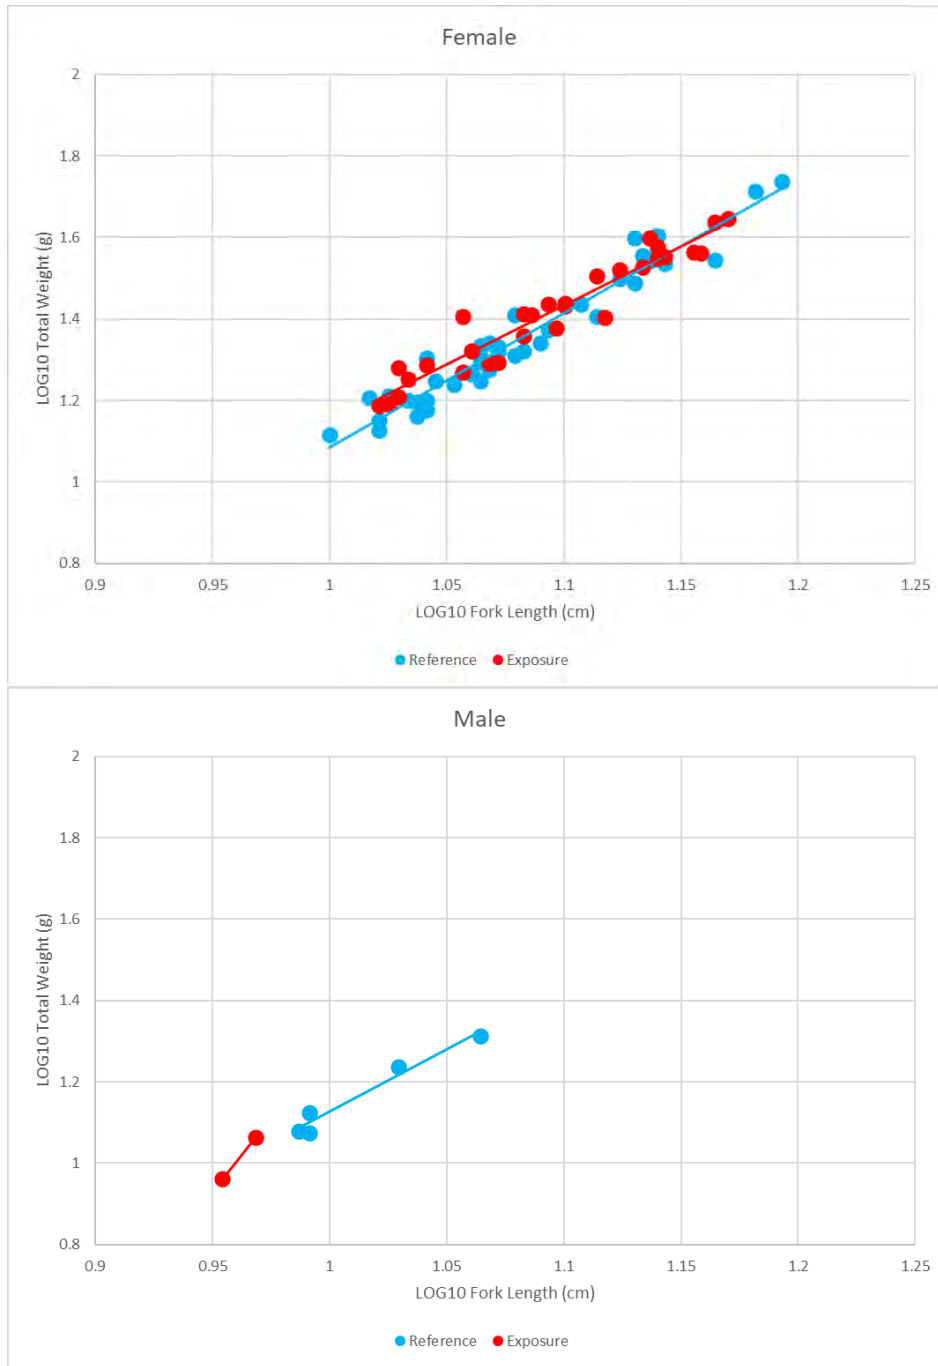 Female
2
1.8
1.6
1.4
1.2
1
0.8
LOG10 Total Weight (g)
0.9 0.95 1 1.05 1.1 1.15 1.2 1.25
LOG10 Fork Length (cm)
Reference Exposure
Male
2
1.8
1.6
1.4
1.2
1
0.8
LOG10 Total Weight (g)
0.9 0.95 1 1.05 1.1 1.15 1.2 1.25
LOG10 Fork Length (cm)
Reference Exposure